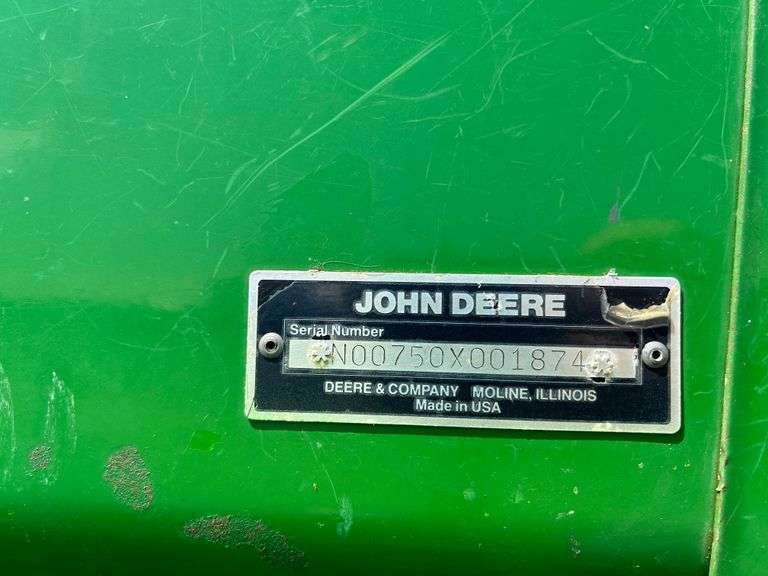 JOHN DEERE
Serial Number
*N00750X001874*
DEERE & COMPANY MOLINE, ILLINOIS
Made in USA